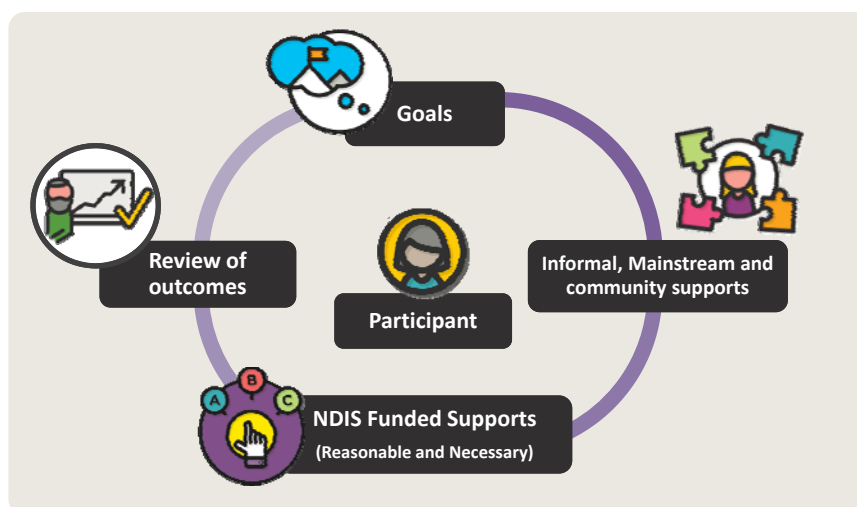 Goals
Informal, Mainstream and
community supports
Participant
Review of
outcomes
A
B
C
NDIS Funded Supports
(Reasonable and Necessary)